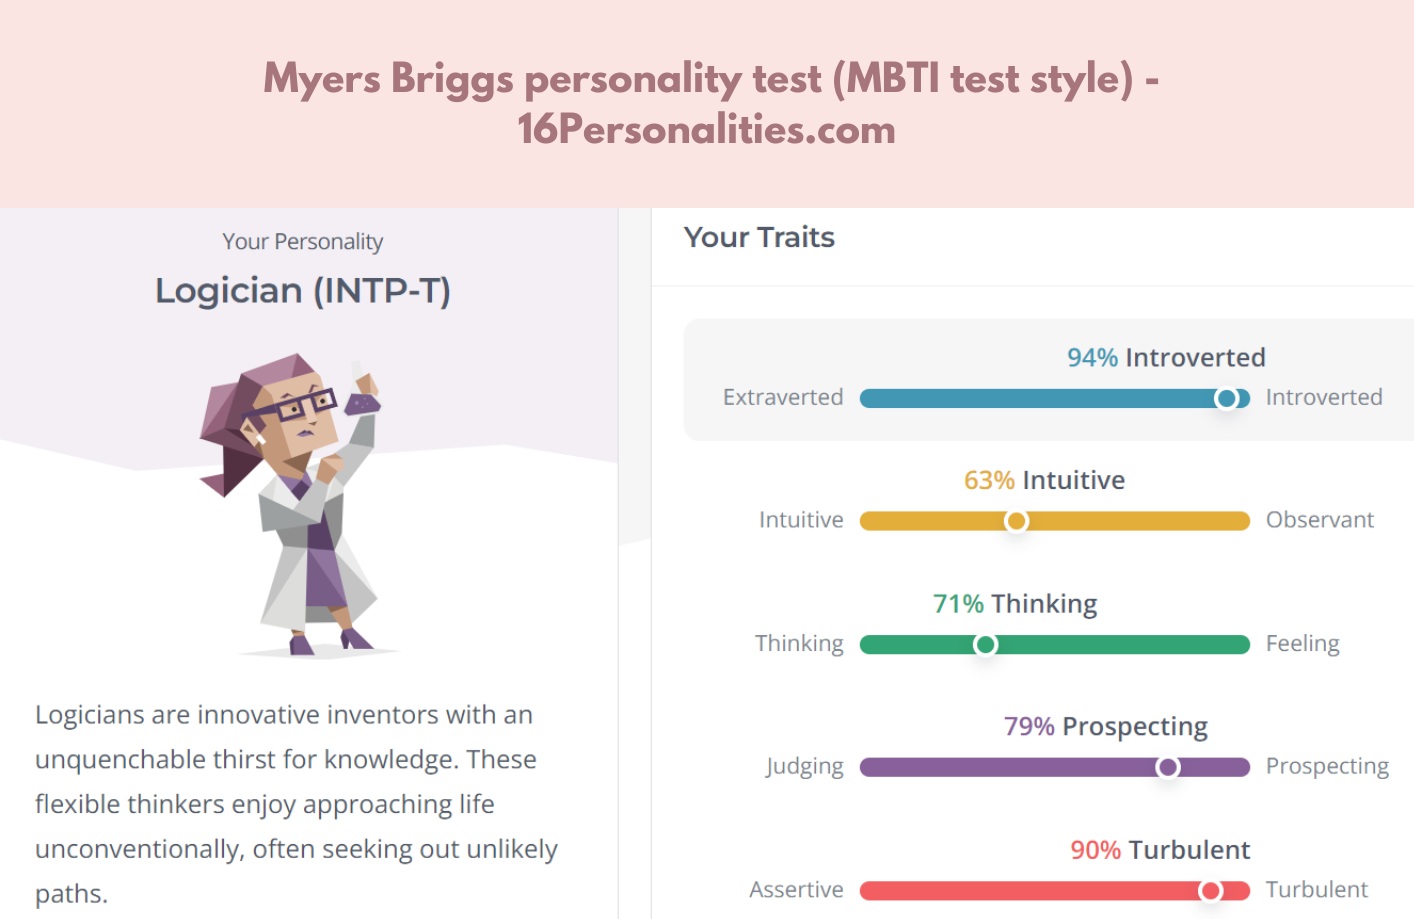 Myers Briggs personality test (MBTI test style) -
16Personalities.com
Your Personality
Logician (INTP-T)
Logicians are innovative inventors with an
unquenchable thirst for knowledge. These
flexible thinkers enjoy approaching life
unconventionally, often seeking out unlikely
paths.
Your Traits
94% Introverted
Extraverted Introverted
63% Intuitive
Intuitive Observant
71% Thinking
Thinking Feeling
79% Prospecting
Judging Prospecting
90% Turbulent
Assertive Turbulent